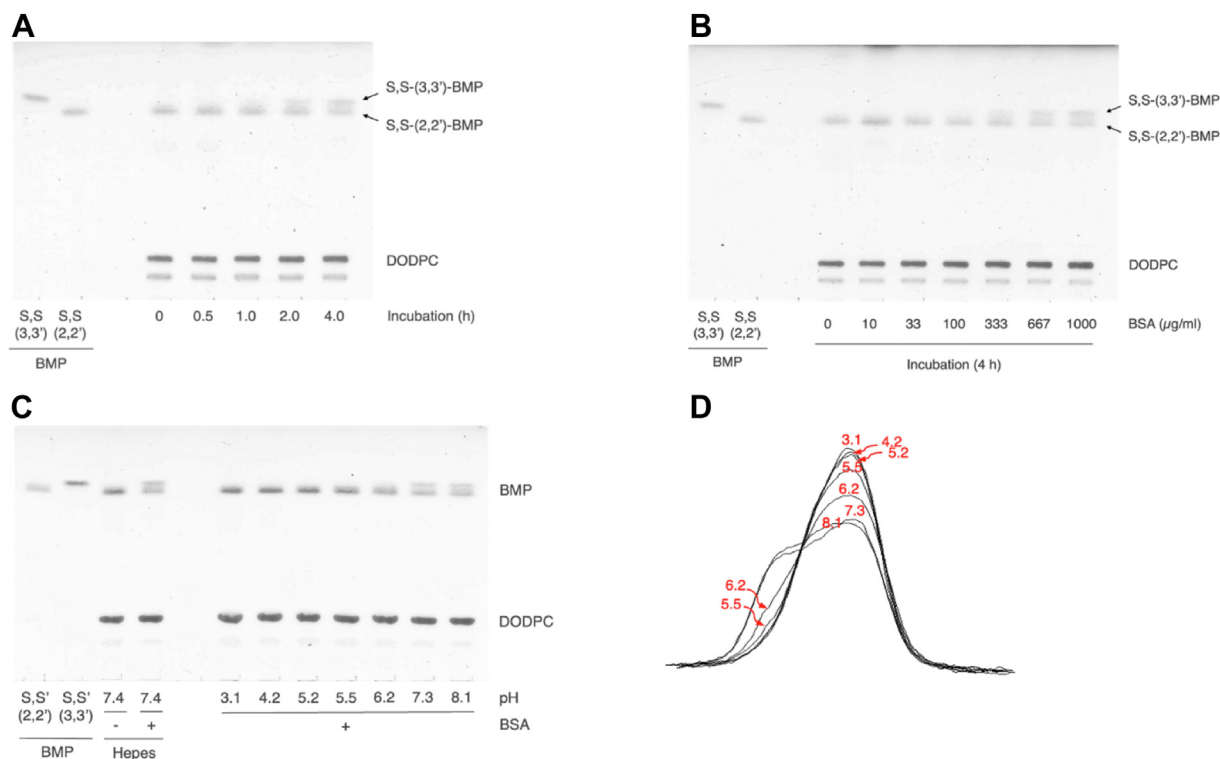 A
S,S-(3,3')-BMP
S,S-(2,2')-BMP
DODPC
S,S S,S
(3,3') (2,2')
0 0.5 1.0 2.0 4.0 Incubation (h)
BMP
B
S,S-(3,3')-BMP
S,S-(2,2')-BMP
DODPC
S,S S,S
(3,3') (2,2')
0 10 33 100 333 667 1000 BSA (µg/ml)
BMP
Incubation (4 h)
C
BMP
DODPC
S,S' S,S' 7.4 7.4 3.1 4.2 5.2 5.5 6.2 7.3 8.1 pH
(2,2') (3,3')
- + + BSA
BMP Hepes
D
3.1 4.2
5.2
5.5
6.2
7.3
8.1
6.2
5.5